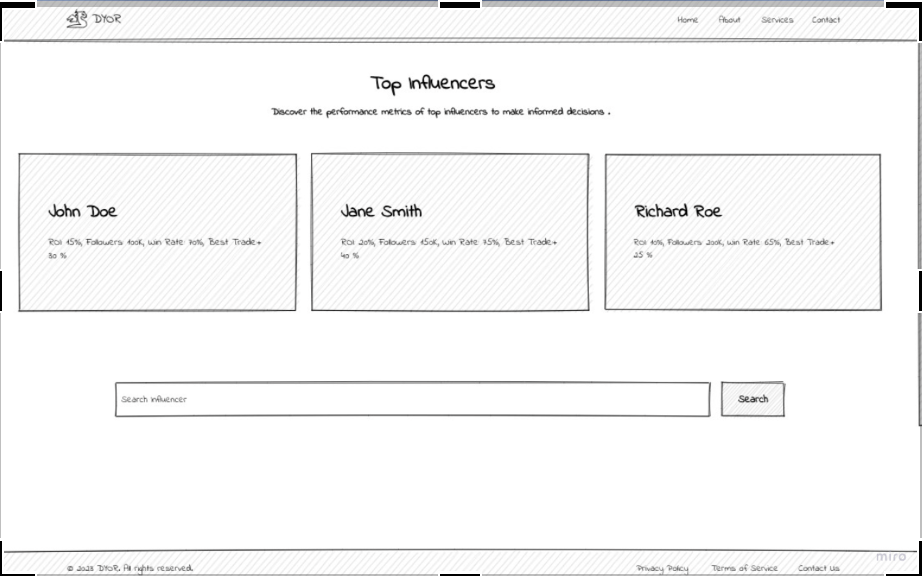 DYOR
Home About Services Contact
Top Influencers
Discover the performance metrics of top influencers to make informed decisions .
John Doe
ROI 15%, Followers 100K, Win Rate 70%, Best Trade+
30 %
Jane Smith
ROI 20%, Followers 150K, Win Rate 75%, Best Trade+
40 %
Richard Roe
ROI 10%, Followers 200K, Win Rate 65%, Best Trade+
25 %
Search Influencer
Search
miro
© 2023 DYOR. All rights reserved.
Privacy Policy Terms of Service Contact Us